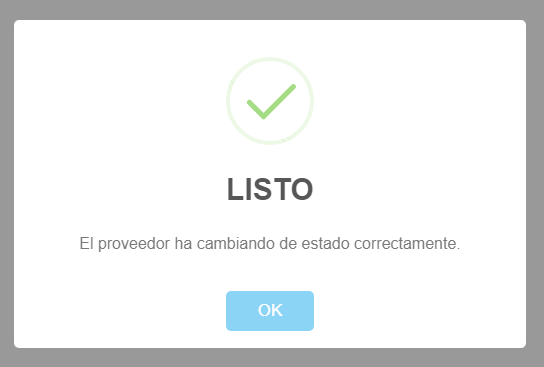 LISTO
El proveedor ha cambiando de estado correctamente.
OK